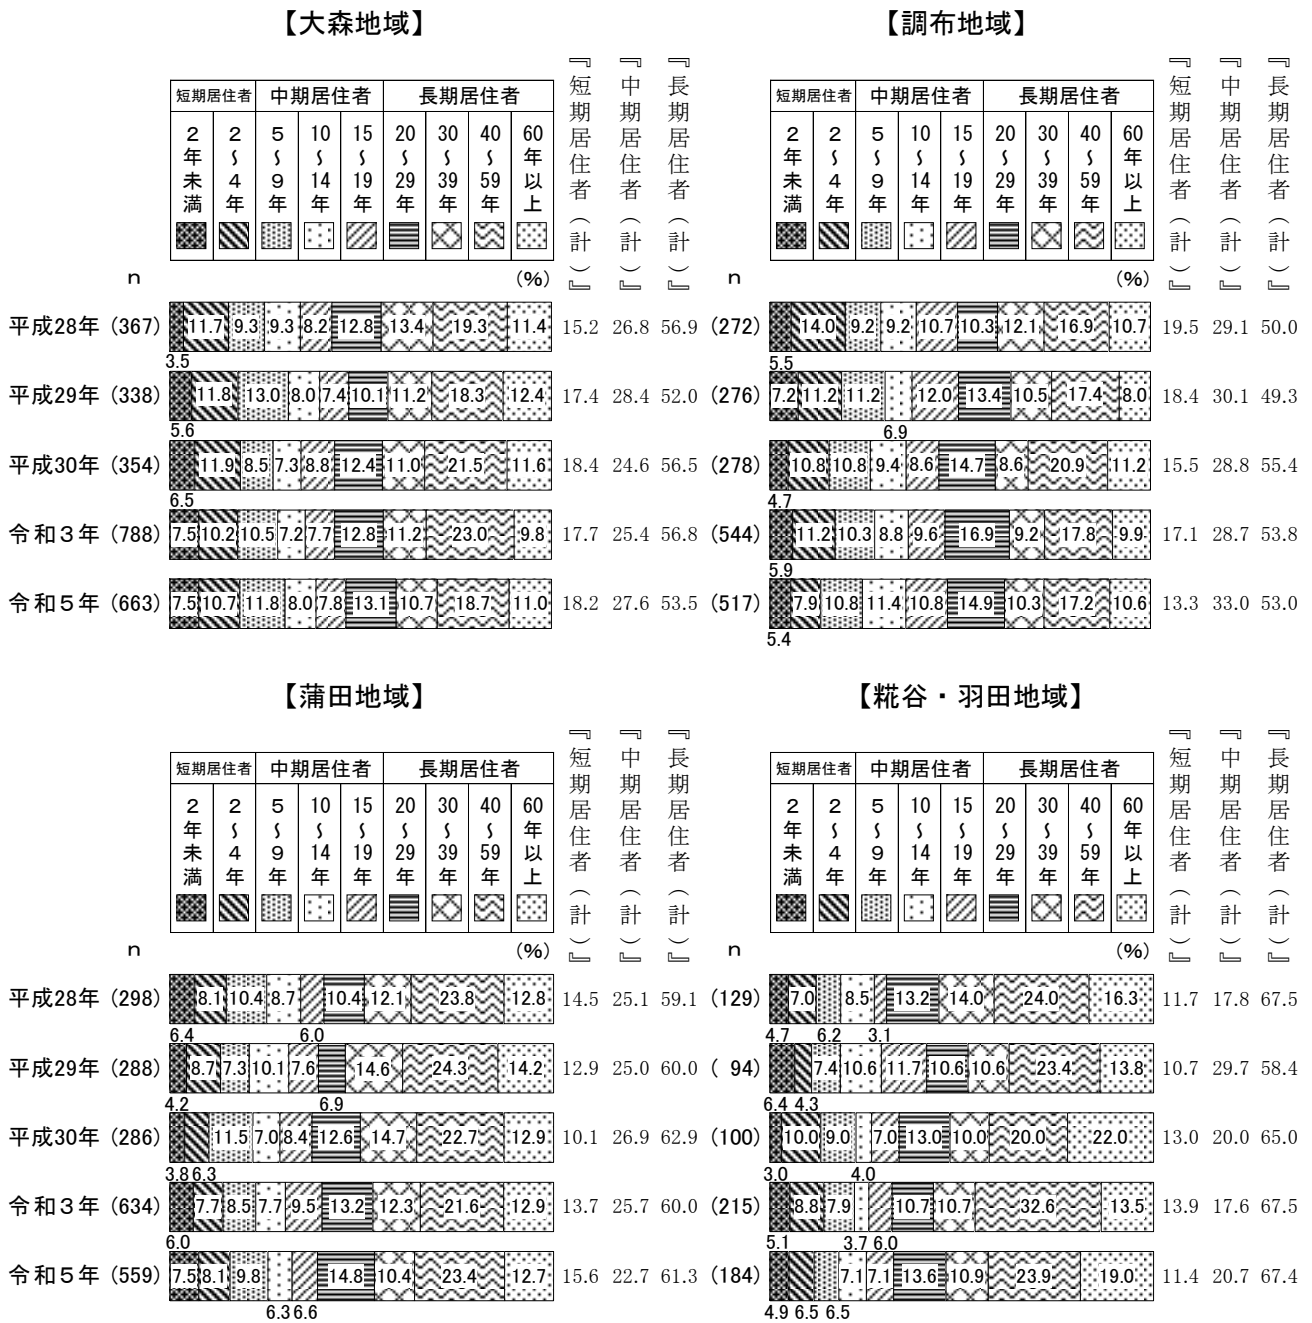 【大森地域】
短期居住者 中期居住者 長期居住者 『短期居住者(計)』 『中期居住者(計)』 『長期居住者(計)』
2年未満 2～4年 5～9年 10～14年 15～19年 20～29年 30～39年 40～59年 60年以上
n (%)
平成28年 (367) 11.7 9.3 9.3 8.2 12.8 13.4 19.3 11.4 15.2 26.8 56.9
3.5
平成29年 (338) 11.8 13.0 8.0 7.4 10.1 11.2 18.3 12.4 17.4 28.4 52.0
5.6
平成30年 (354) 11.9 8.5 7.3 8.8 12.4 11.0 21.5 11.6 18.4 24.6 56.5
6.5
令和3年 (788) 7.5 10.2 10.5 7.2 7.7 12.8 11.2 23.0 9.8 17.7 25.4 56.8
令和5年 (663) 7.5 10.7 11.8 8.0 7.8 13.1 10.7 18.7 11.0 18.2 27.6 53.5
【調布地域】
短期居住者 中期居住者 長期居住者 『短期居住者(計)』 『中期居住者(計)』 『長期居住者(計)』
2年未満 2～4年 5～9年 10～14年 15～19年 20～29年 30～39年 40～59年 60年以上
n (%)
(272) 14.0 9.2 9.2 10.7 10.3 12.1 16.9 10.7 19.5 29.1 50.0
5.5
(276) 7.2 11.2 11.2 12.0 13.4 10.5 17.4 8.0 18.4 30.1 49.3
6.9
(278) 10.8 10.8 9.4 8.6 14.7 8.6 20.9 11.2 15.5 28.8 55.4
4.7
(544) 11.2 10.3 8.8 9.6 16.9 9.2 17.8 9.9 17.1 28.7 53.8
5.9
(517) 7.9 10.8 11.4 10.8 14.9 10.3 17.2 10.6 13.3 33.0 53.0
5.4
【蒲田地域】
短期居住者 中期居住者 長期居住者 『短期居住者(計)』 『中期居住者(計)』 『長期居住者(計)』
2年未満 2～4年 5～9年 10～14年 15～19年 20～29年 30～39年 40～59年 60年以上
n (%)
平成28年 (298) 8.1 10.4 8.7 10.4 12.1 23.8 12.8 14.5 25.1 59.1
6.4 6.0
平成29年 (288) 8.7 7.3 10.1 7.6 14.6 24.3 14.2 12.9 25.0 60.0
4.2 6.9
平成30年 (286) 11.5 7.0 8.4 12.6 14.7 22.7 12.9 10.1 26.9 62.9
3.8 6.3
令和3年 (634) 7.7 8.5 7.7 9.5 13.2 12.3 21.6 12.9 13.7 25.7 60.0
6.0
令和5年 (559) 7.5 8.1 9.8 14.8 10.4 23.4 12.7 15.6 22.7 61.3
6.3 6.6
【糀谷・羽田地域】
短期居住者 中期居住者 長期居住者 『短期居住者(計)』 『中期居住者(計)』 『長期居住者(計)』
2年未満 2～4年 5～9年 10～14年 15～19年 20～29年 30～39年 40～59年 60年以上
n (%)
(129) 7.0 8.5 13.2 14.0 24.0 16.3 11.7 17.8 67.5
4.7 6.2 3.1
( 94) 7.4 10.6 11.7 10.6 10.6 23.4 13.8 10.7 29.7 58.4
6.4 4.3
(100) 10.0 9.0 7.0 13.0 10.0 20.0 22.0 13.0 20.0 65.0
3.0 4.0
(215) 8.8 7.9 10.7 10.7 32.6 13.5 13.9 17.6 67.5
5.1 3.7 6.0
(184) 7.1 7.1 13.6 10.9 23.9 19.0 11.4 20.7 67.4
4.9 6.5 6.5